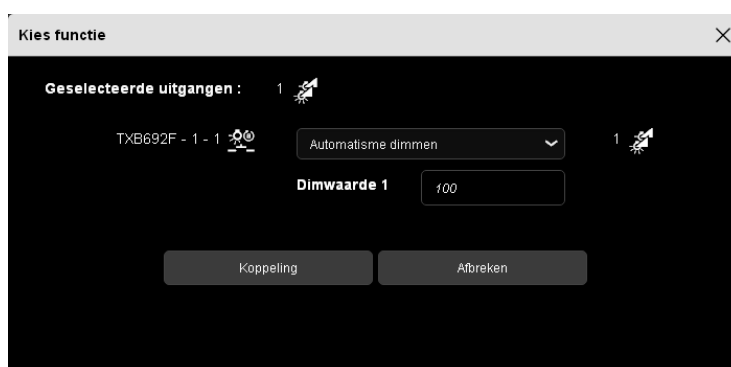 Kies functie
Geselecteerde uitgangen : 1
TXB692F - 1 - 1 Automatisme dimmen 1
Dimwaarde 1 100
Koppeling Afbreken